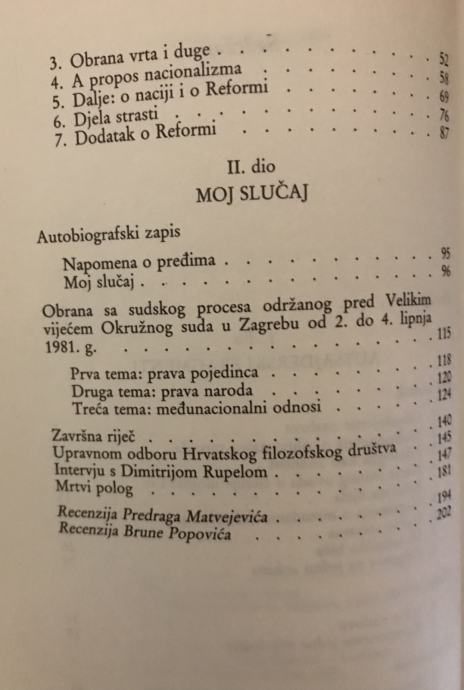 3. Obrana vrta i duge . . . . . . . . . . 52
4. A propos nacionalizma . . . . . . . . . 58
5. Dalje: o naciji i o Reformi . . . . . . . . 69
6. Djela strasti . . . . . . . . . . . . 76
7. Dodatak o Reformi . . . . . . . . . . 87
II. dio
MOJ SLUČAJ
Autobiografski zapis
Napomena o pređima . . . . . . . . . . 95
Moj slučaj . . . . . . . . . . . . . 96
Obrana sa sudskog procesa održanog pred Velikim
vijećem Okružnog suda u Zagrebu od 2. do 4. lipnja
1981. g. . . . . . . . . . . . . . . 115
Prva tema: prava pojedinca . . . . . . . . 118
Druga tema: prava naroda . . . . . . . . 120
Treća tema: međunacionalni odnosi . . . . . 124
Završna riječ . . . . . . . . . . . . 140
Upravnom odboru Hrvatskog filozofskog društva . . 145
Intervju s Dimitrijom Rupelom . . . . . . . . 147
Mrtvi polog . . . . . . . . . . . . . 181
Recenzija Predraga Matvejevića . . . . . . . . 194
Recenzija Brune Popovića . . . . . . . . . 202